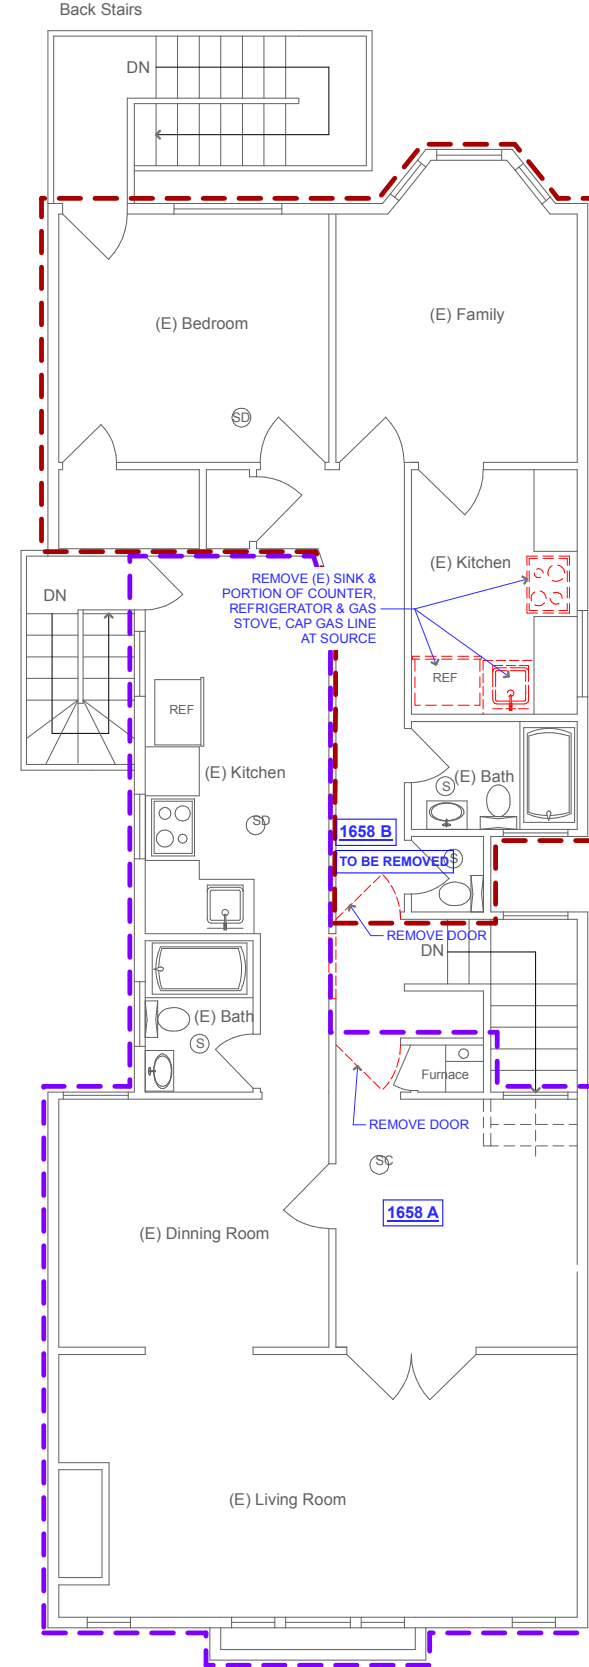 Back Stairs
DN
(E) Bedroom
(E) Family
SD
(E) Kitchen
REMOVE (E) SINK &
PORTION OF COUNTER,
REFRIGERATOR & GAS
STOVE, CAP GAS LINE
AT SOURCE
DN
REF
REF
(E) Kitchen
(E) Bath
S
SD
1658 B
TO BE REMOVED
S
REMOVE DOOR
DN
(E) Bath
S
Furnace
REMOVE DOOR
SC
1658 A
(E) Dinning Room
(E) Living Room